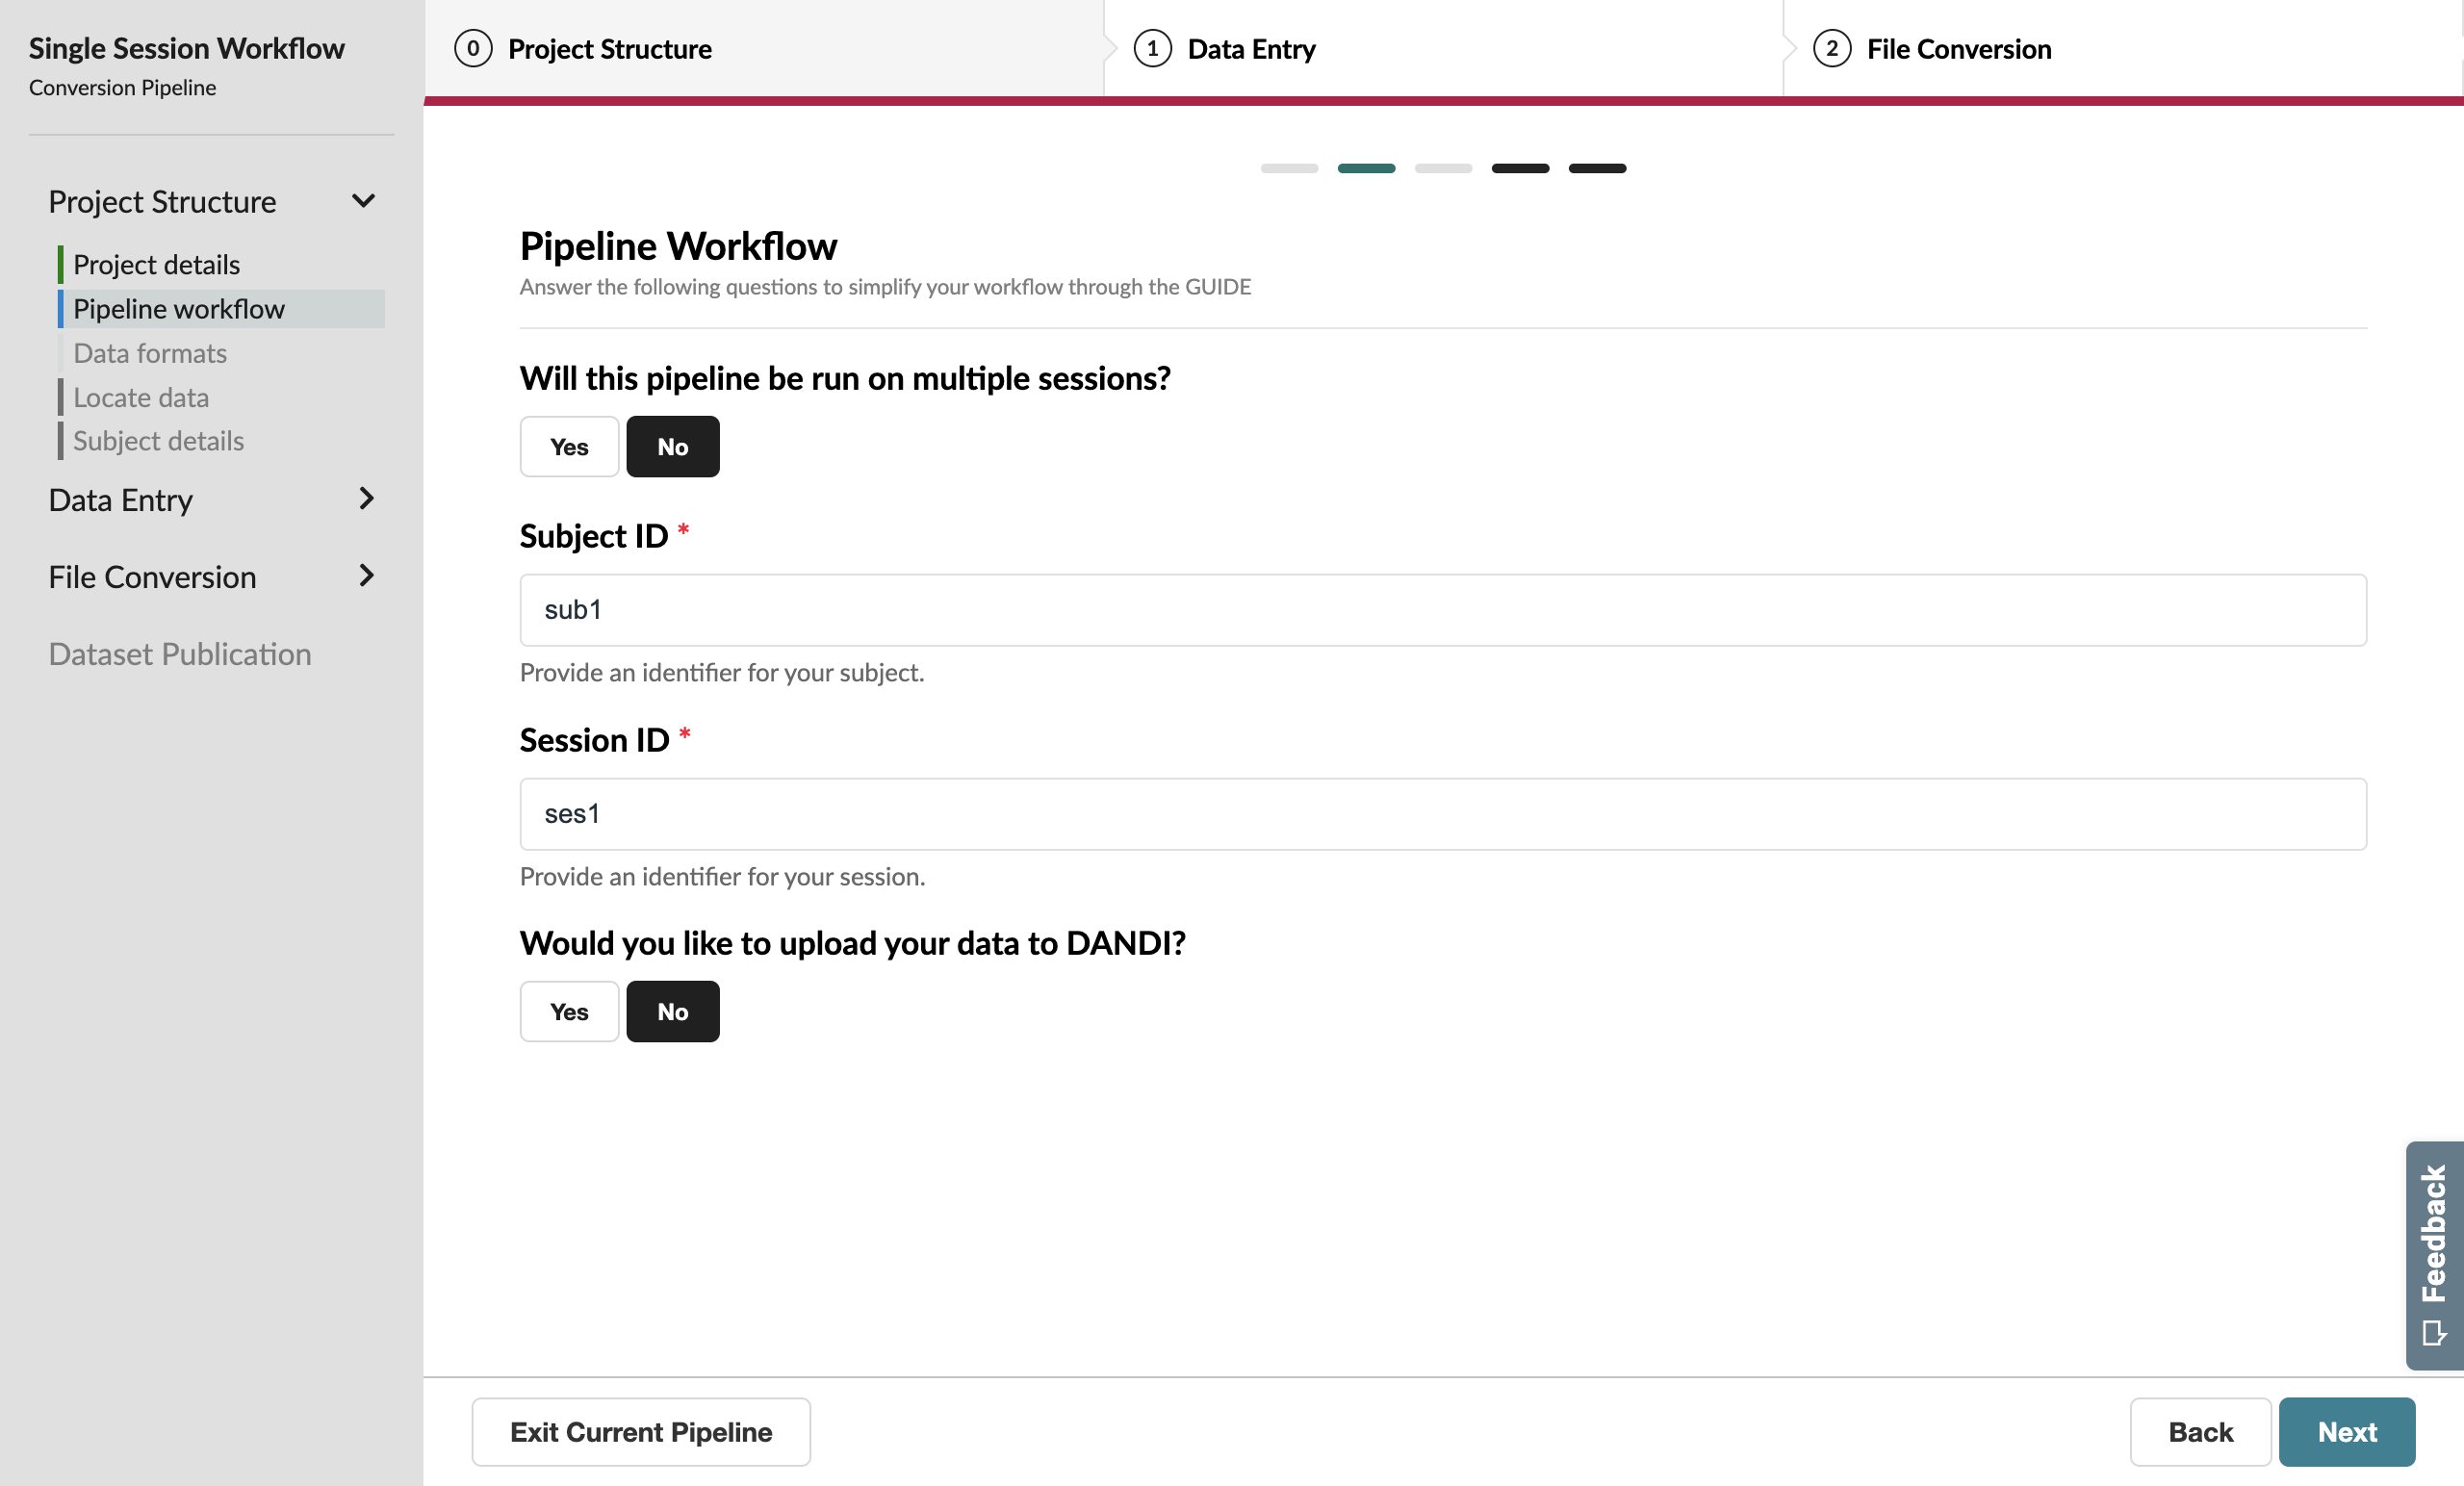 Single Session Workflow
Conversion Pipeline
Project Structure
Project details
Pipeline workflow
Data formats
Locate data
Subject details
Data Entry
File Conversion
Dataset Publication
0 Project Structure
1 Data Entry
2 File Conversion
Pipeline Workflow
Answer the following questions to simplify your workflow through the GUIDE
Will this pipeline be run on multiple sessions?
Yes No
Subject ID *
sub1
Provide an identifier for your subject.
Session ID *
ses1
Provide an identifier for your session.
Would you like to upload your data to DANDI?
Yes No
Feedback
Exit Current Pipeline
Back Next